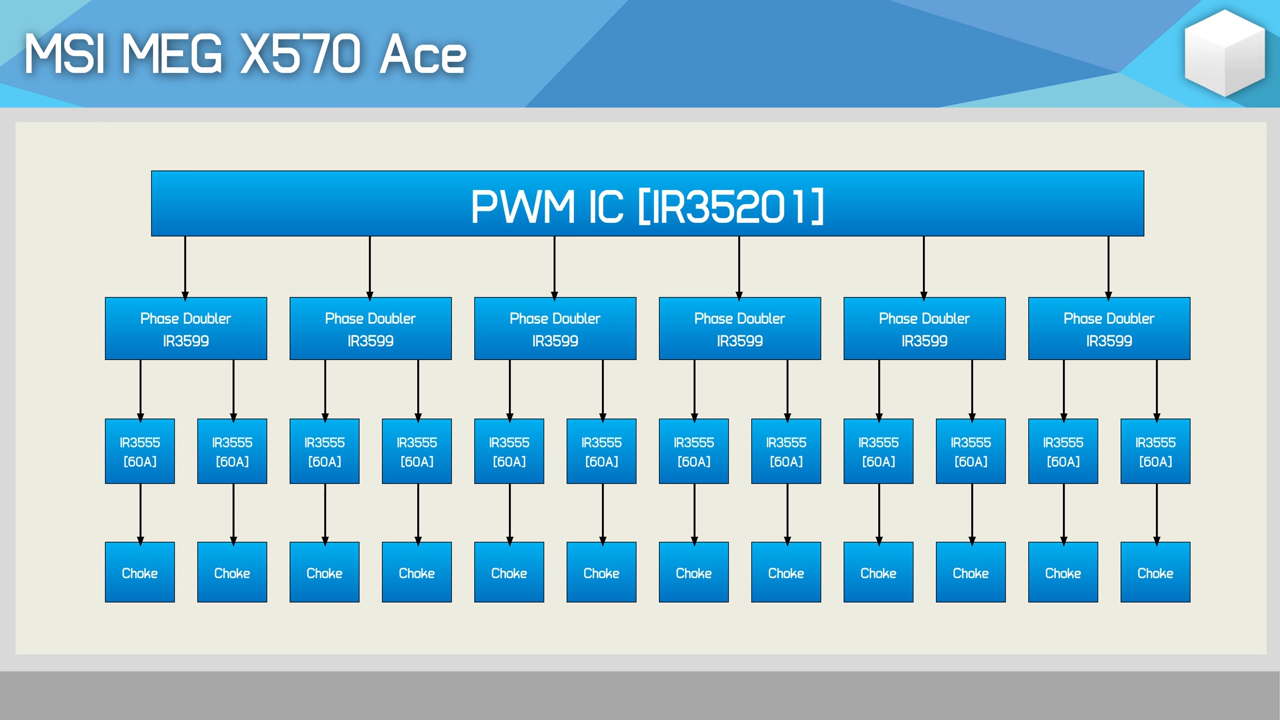 MSI MEG X570 Ace
PWM IC [IR35201]
Phase Doubler
IR3599
Phase Doubler
IR3599
Phase Doubler
IR3599
Phase Doubler
IR3599
Phase Doubler
IR3599
Phase Doubler
IR3599
IR3555
[60A]
IR3555
[60A]
IR3555
[60A]
IR3555
[60A]
IR3555
[60A]
IR3555
[60A]
IR3555
[60A]
IR3555
[60A]
IR3555
[60A]
IR3555
[60A]
IR3555
[60A]
IR3555
[60A]
Choke
Choke
Choke
Choke
Choke
Choke
Choke
Choke
Choke
Choke
Choke
Choke